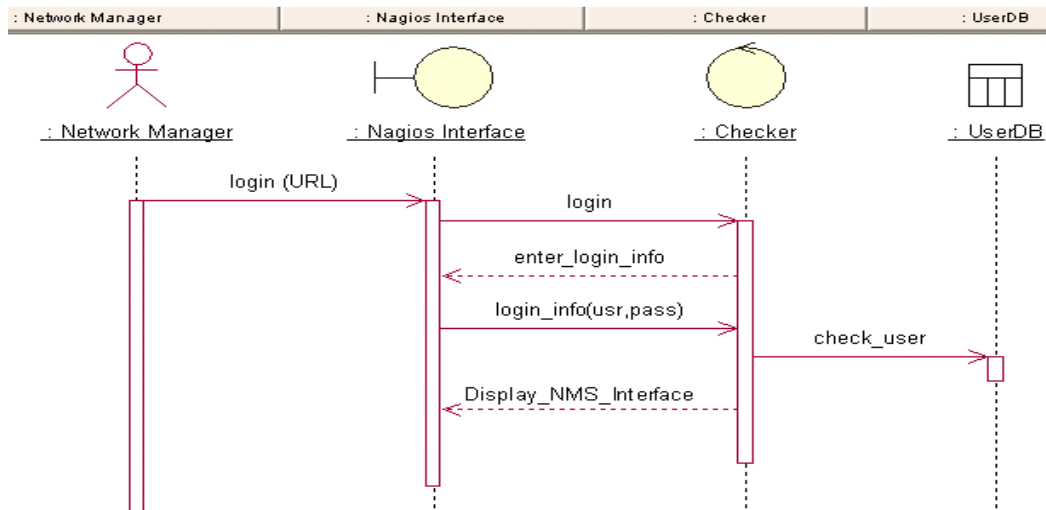 : Network Manager
: Nagios Interface
: Checker
: UserDB
: Network Manager
: Nagios Interface
: Checker
: UserDB
login (URL)
login
enter_login_info
login_info(usr,pass)
check_user
Display_NMS_Interface